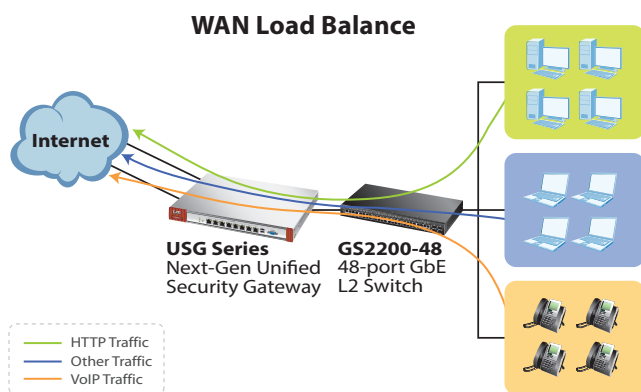 WAN Load Balance
Internet
USG Series
Next-Gen Unified
Security Gateway
GS2200-48
48-port GbE
L2 Switch
HTTP Traffic
Other Traffic
VoIP Traffic